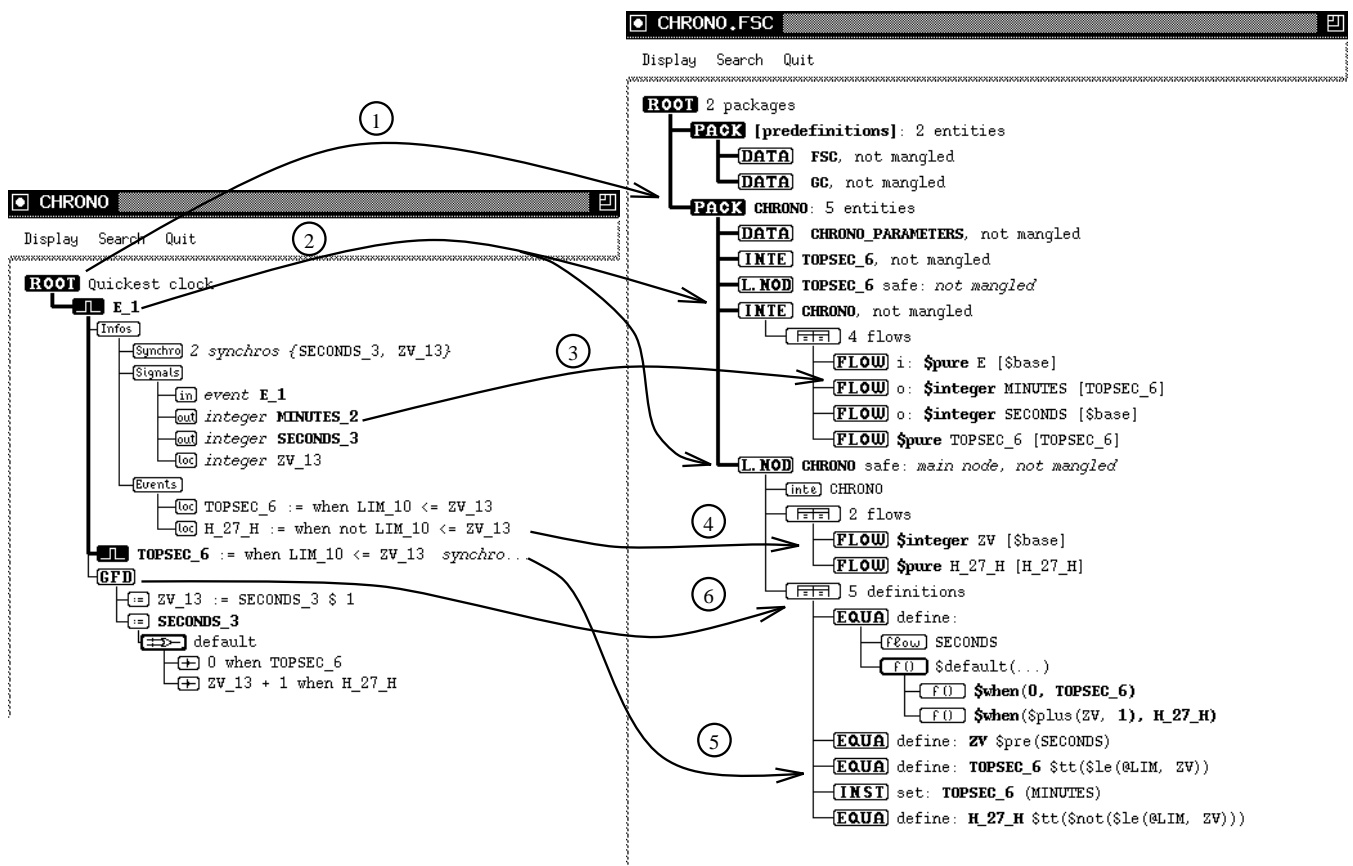 CHRONO.FSC
Display Search Quit
ROOT 2 packages
PACK [predefinitions]: 2 entities
DATA FSC, not mangled
DATA GC, not mangled
PACK CHRONO: 5 entities
DATA CHRONO_PARAMETERS, not mangled
INTE TOPSEC_6, not mangled
L.NOD TOPSEC_6 safe: not mangled
INTE CHRONO, not mangled
4 flows
FLOW i: $pure E [$base]
FLOW o: $integer MINUTES [TOPSEC_6]
FLOW o: $integer SECONDS [$base]
FLOW $pure TOPSEC_6 [TOPSEC_6]
L.NOD CHRONO safe: main node, not mangled
inte CHRONO
2 flows
FLOW $integer ZV [$base]
FLOW $pure H_27_H [H_27_H]
5 definitions
EQUA define:
flow SECONDS
f() $default(...)
f() $when(0, TOPSEC_6)
f() $when($plus(ZV, 1), H_27_H)
EQUA define: ZV $pre(SECONDS)
EQUA define: TOPSEC_6 $tt($le(@LIM, ZV))
INST set: TOPSEC_6 (MINUTES)
EQUA define: H_27_H $tt($not($le(@LIM, ZV)))
CHRONO
Display Search Quit
ROOT Quickest clock
E_1
Infos
Synchro 2 synchros {SECONDS_3, ZV_13}
Signals
in event E_1
out integer MINUTES_2
out integer SECONDS_3
loc integer ZV_13
Events
loc TOPSEC_6 := when LIM_10 <= ZV_13
loc H_27_H := when not LIM_10 <= ZV_13
TOPSEC_6 := when LIM_10 <= ZV_13 synchro...
GFD
:= ZV_13 := SECONDS_3 $ 1
:= SECONDS_3
default
0 when TOPSEC_6
ZV_13 + 1 when H_27_H
1
2
3
4
6
5